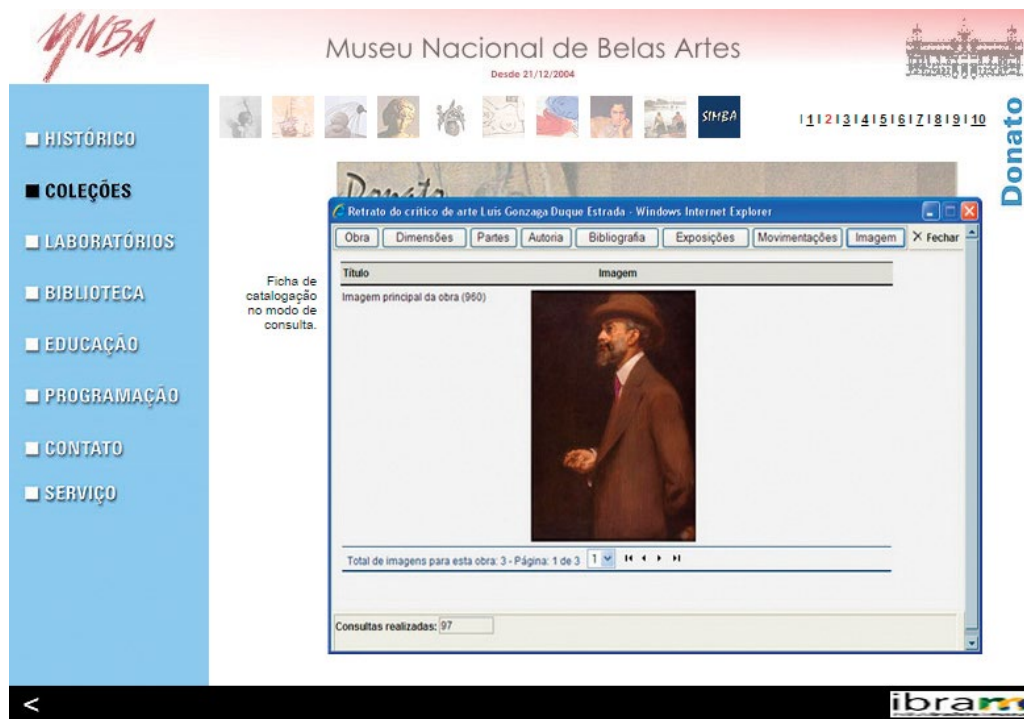 MNBA
Museu Nacional de Belas Artes
Desde 21/12/2004
SIMBA
| 1 | 2 | 3 | 4 | 5 | 6 | 7 | 8 | 9 | 10
Donato
HISTÓRICO
COLEÇÕES
LABORATÓRIOS
BIBLIOTECA
EDUCAÇÃO
PROGRAMAÇÃO
CONTATO
SERVIÇO
Ficha de
catalogação
no modo de
consulta.
Donato
Retrato do crítico de arte Luis Gonzaga Duque Estrada - Windows Internet Explorer
Obra Dimensões Partes Autoria Bibliografia Exposições Movimentações Imagem X Fechar
Título Imagem
Imagem principal da obra (960)
Total de imagens para esta obra: 3 - Página: 1 de 3 1
Consultas realizadas: 97
<
ibram